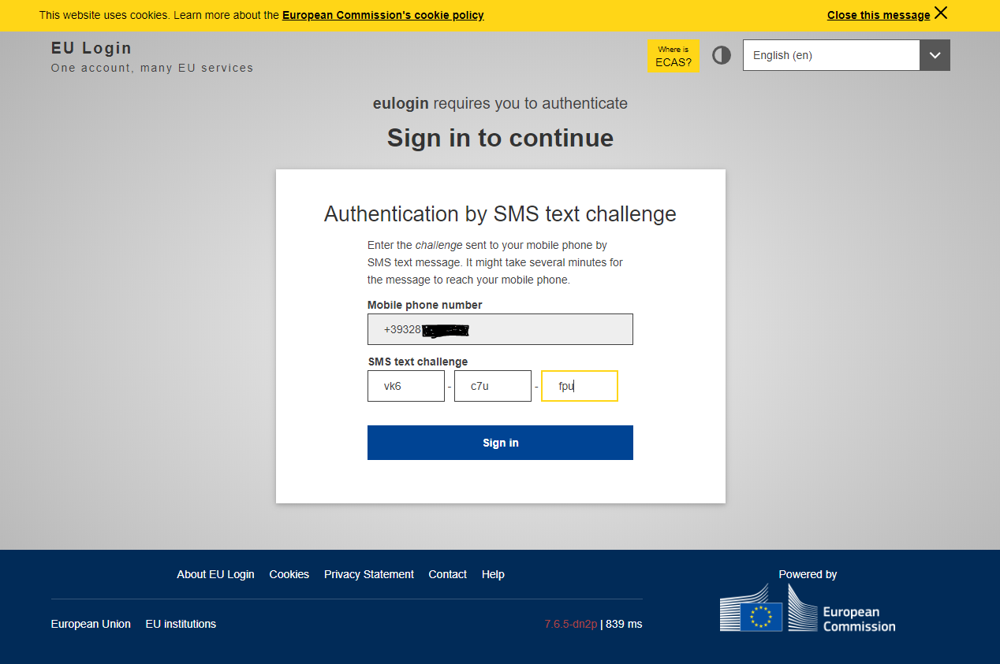 This website uses cookies. Learn more about the European Commission's cookie policy
Close this message
EU Login
One account, many EU services
Where is
ECAS?
English (en)
eulogin requires you to authenticate
Sign in to continue
Authentication by SMS text challenge
Enter the challenge sent to your mobile phone by
SMS text message. It might take several minutes for
the message to reach your mobile phone.
Mobile phone number
+39328
SMS text challenge
vk6 - c7u - fpu
Sign in
About EU Login Cookies Privacy Statement Contact Help
European Union EU institutions
7.6.5-dn2p | 839 ms
Powered by
European
Commission